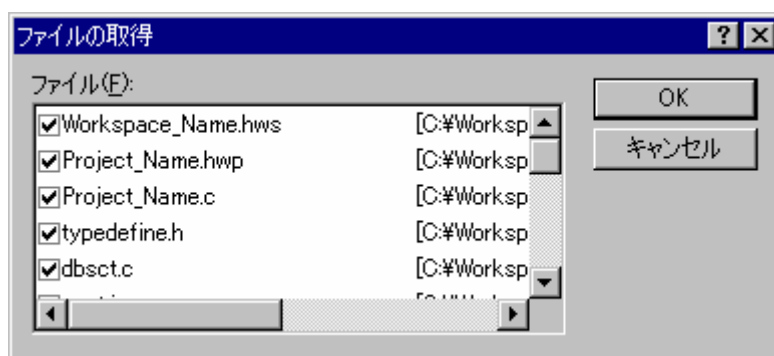 ファイルの取得
ファイル(F):
Workspace_Name.hws [C:¥Worksp
Project_Name.hwp [C:¥Worksp
Project_Name.c [C:¥Worksp
typedefine.h [C:¥Worksp
dbsct.c [C:¥Worksp
OK
キャンセル